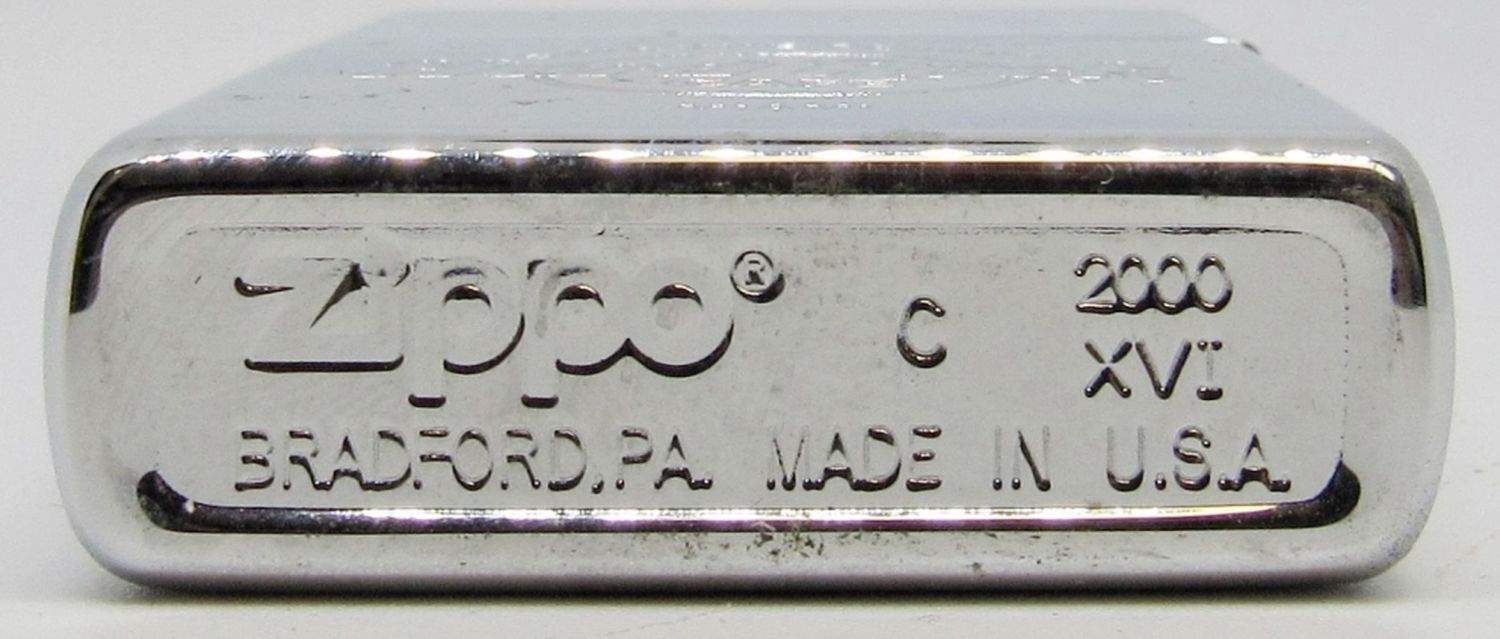 Zippo® C 2000
XVI
BRADFORD, PA. MADE IN U.S.A.